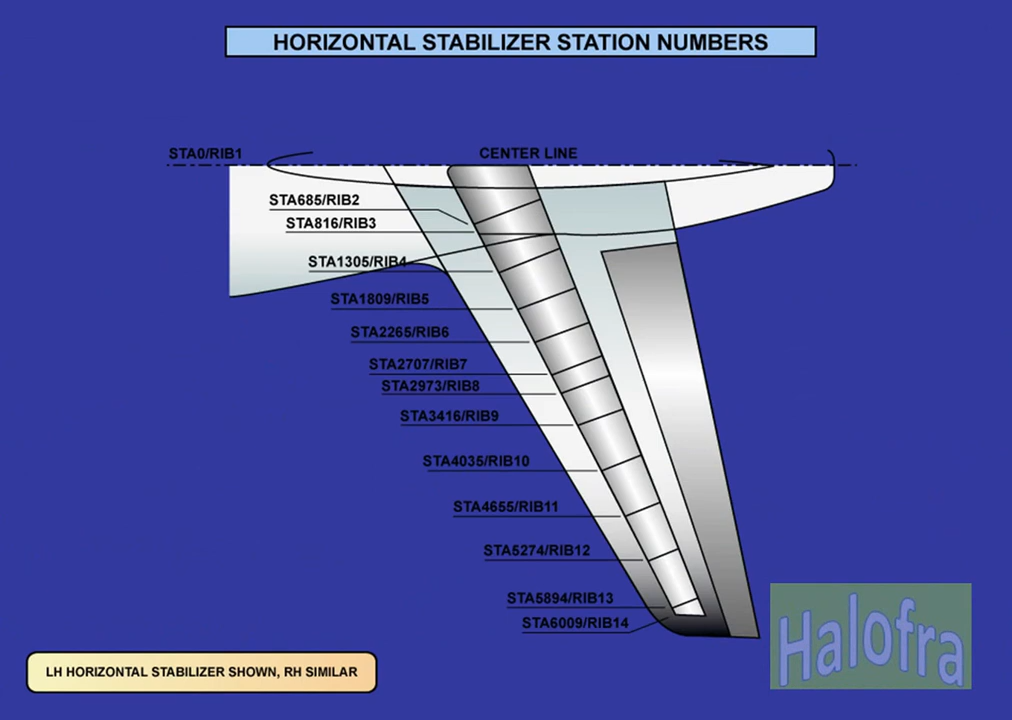 HORIZONTAL STABILIZER STATION NUMBERS
STA0/RIB1
CENTER LINE
STA685/RIB2
STA816/RIB3
STA1305/RIB4
STA1809/RIB5
STA2265/RIB6
STA2707/RIB7
STA2973/RIB8
STA3416/RIB9
STA4035/RIB10
STA4655/RIB11
STA5274/RIB12
STA5894/RIB13
STA6009/RIB14
Halofra
LH HORIZONTAL STABILIZER SHOWN, RH SIMILAR